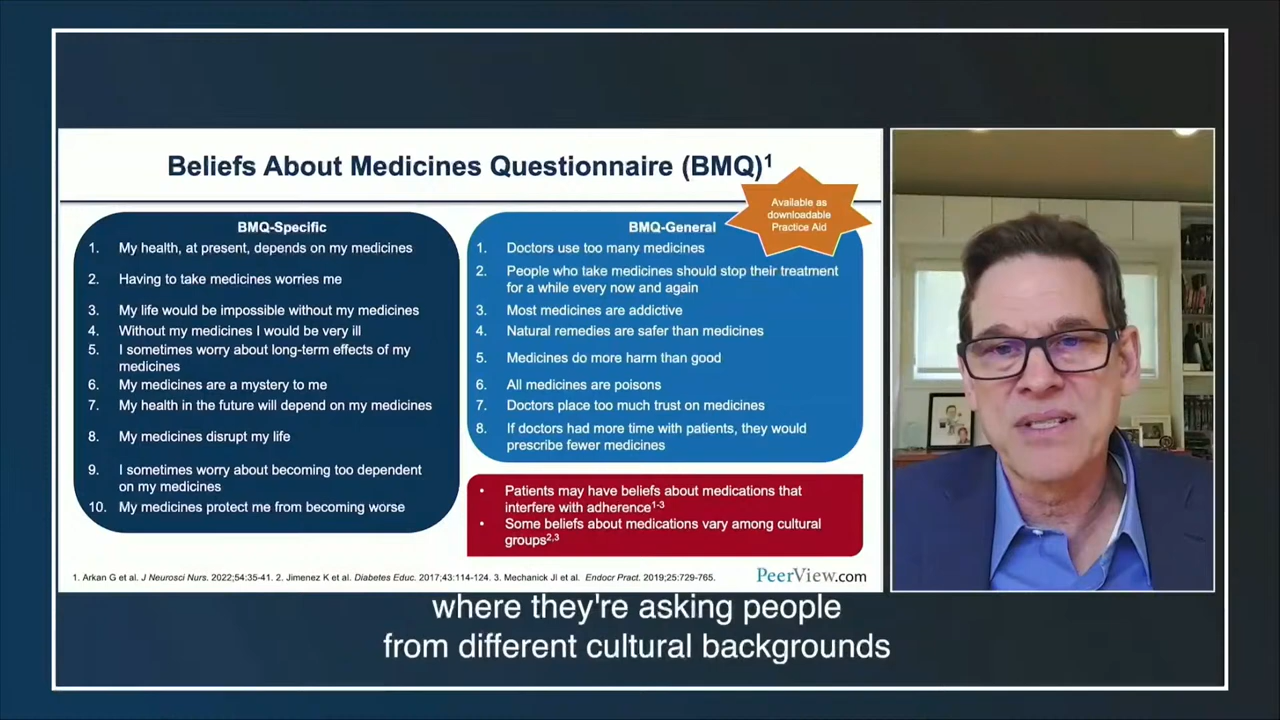 Beliefs About Medicines Questionnaire (BMQ)1
Available as
downloadable
Practice Aid
BMQ-Specific
1. My health, at present, depends on my medicines
2. Having to take medicines worries me
3. My life would be impossible without my medicines
4. Without my medicines I would be very ill
5. I sometimes worry about long-term effects of my
medicines
6. My medicines are a mystery to me
7. My health in the future will depend on my medicines
8. My medicines disrupt my life
9. I sometimes worry about becoming too dependent
on my medicines
10. My medicines protect me from becoming worse
BMQ-General
1. Doctors use too many medicines
2. People who take medicines should stop their treatment
for a while every now and again
3. Most medicines are addictive
4. Natural remedies are safer than medicines
5. Medicines do more harm than good
6. All medicines are poisons
7. Doctors place too much trust on medicines
8. If doctors had more time with patients, they would
prescribe fewer medicines
• Patients may have beliefs about medications that
interfere with adherence1-3
• Some beliefs about medications vary among cultural
groups2,3
1. Arkan G et al. J Neurosci Nurs. 2022;54:35-41. 2. Jimenez K et al. Diabetes Educ. 2017;43:114-124. 3. Mechanick JI et al. Endocr Pract. 2019;25:729-765.
PeerView.com
where they're asking people
from different cultural backgrounds